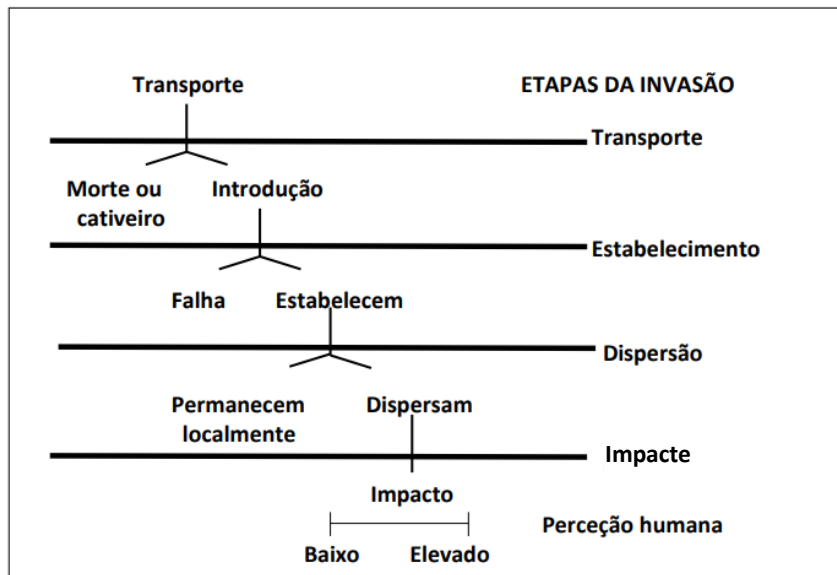 Transporte
ETAPAS DA INVASÃO
Transporte
Morte ou
cativeiro
Introdução
Estabelecimento
Falha
Estabelecem
Dispersão
Permanecem
localmente
Dispersam
Impacte
Impacto
Perceção humana
Baixo
Elevado